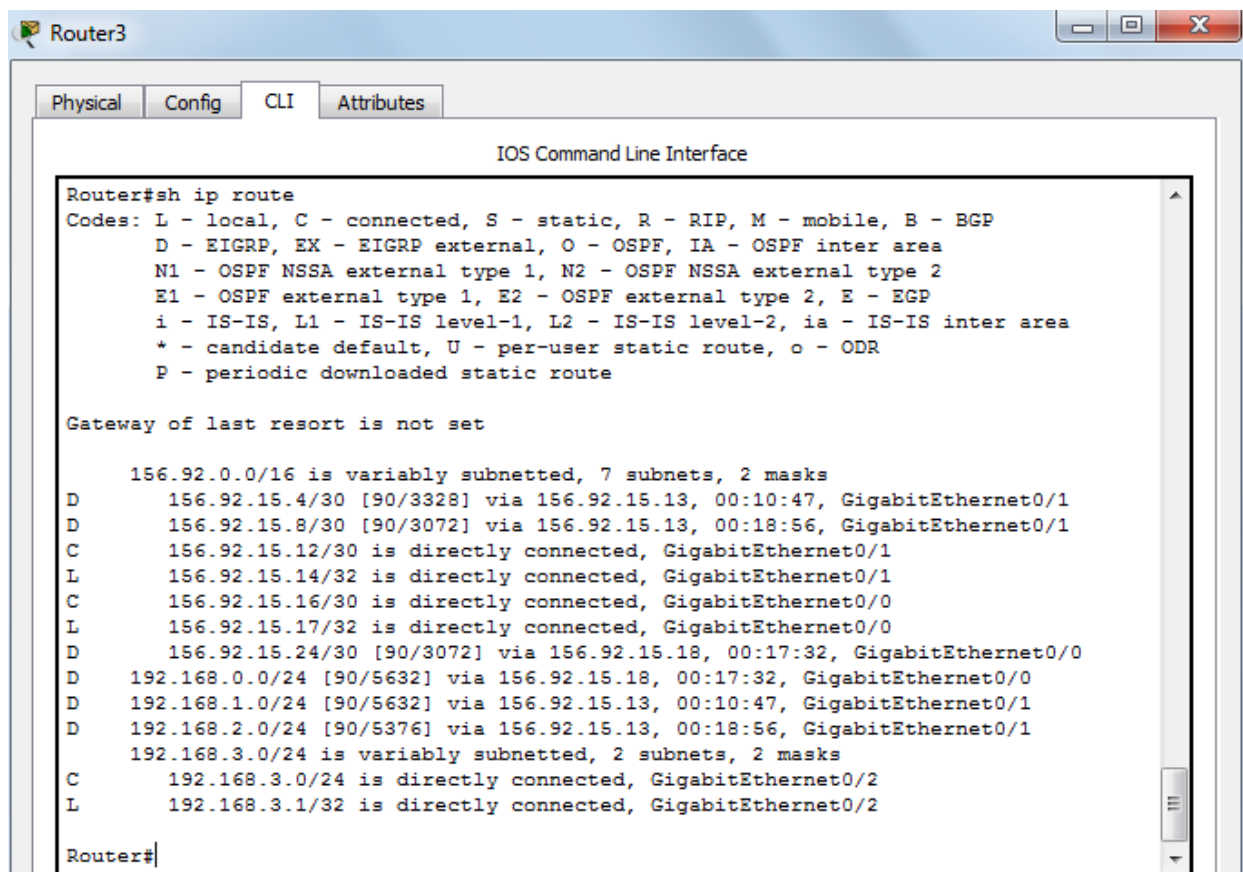 Router3
Physical Config CLI Attributes
IOS Command Line Interface
Router#sh ip route
Codes: L - local, C - connected, S - static, R - RIP, M - mobile, B - BGP
       D - EIGRP, EX - EIGRP external, O - OSPF, IA - OSPF inter area
       N1 - OSPF NSSA external type 1, N2 - OSPF NSSA external type 2
       E1 - OSPF external type 1, E2 - OSPF external type 2, E - EGP
       i - IS-IS, L1 - IS-IS level-1, L2 - IS-IS level-2, ia - IS-IS inter area
       * - candidate default, U - per-user static route, o - ODR
       P - periodic downloaded static route
Gateway of last resort is not set
     156.92.0.0/16 is variably subnetted, 7 subnets, 2 masks
D       156.92.15.4/30 [90/3328] via 156.92.15.13, 00:10:47, GigabitEthernet0/1
D       156.92.15.8/30 [90/3072] via 156.92.15.13, 00:18:56, GigabitEthernet0/1
C       156.92.15.12/30 is directly connected, GigabitEthernet0/1
L       156.92.15.14/32 is directly connected, GigabitEthernet0/1
C       156.92.15.16/30 is directly connected, GigabitEthernet0/0
L       156.92.15.17/32 is directly connected, GigabitEthernet0/0
D       156.92.15.24/30 [90/3072] via 156.92.15.18, 00:17:32, GigabitEthernet0/0
D    192.168.0.0/24 [90/5632] via 156.92.15.18, 00:17:32, GigabitEthernet0/0
D    192.168.1.0/24 [90/5632] via 156.92.15.13, 00:10:47, GigabitEthernet0/1
D    192.168.2.0/24 [90/5376] via 156.92.15.13, 00:18:56, GigabitEthernet0/1
     192.168.3.0/24 is variably subnetted, 2 subnets, 2 masks
C       192.168.3.0/24 is directly connected, GigabitEthernet0/2
L       192.168.3.1/32 is directly connected, GigabitEthernet0/2
Router#